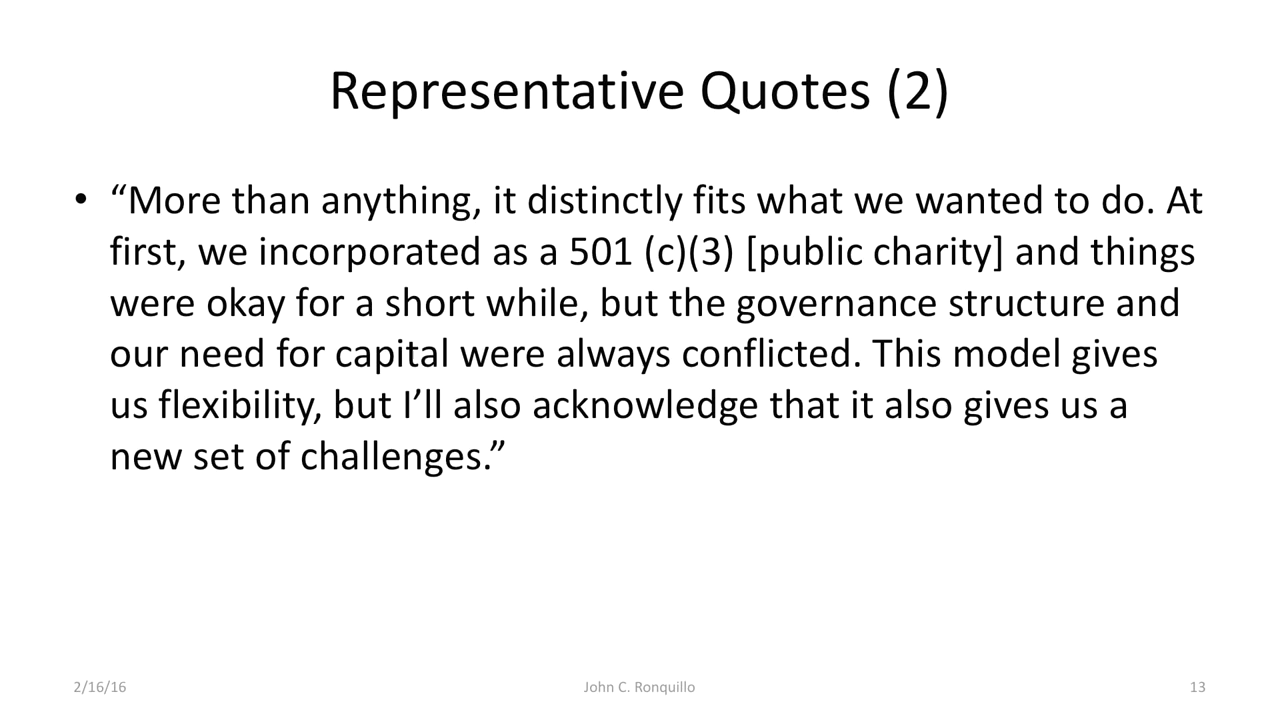 Representative Quotes (2)
• “More than anything, it distinctly fits what we wanted to do. At
first, we incorporated as a 501 (c)(3) [public charity] and things
were okay for a short while, but the governance structure and
our need for capital were always conflicted. This model gives
us flexibility, but I’ll also acknowledge that it also gives us a
new set of challenges.”
2/16/16
John C. Ronquillo
13